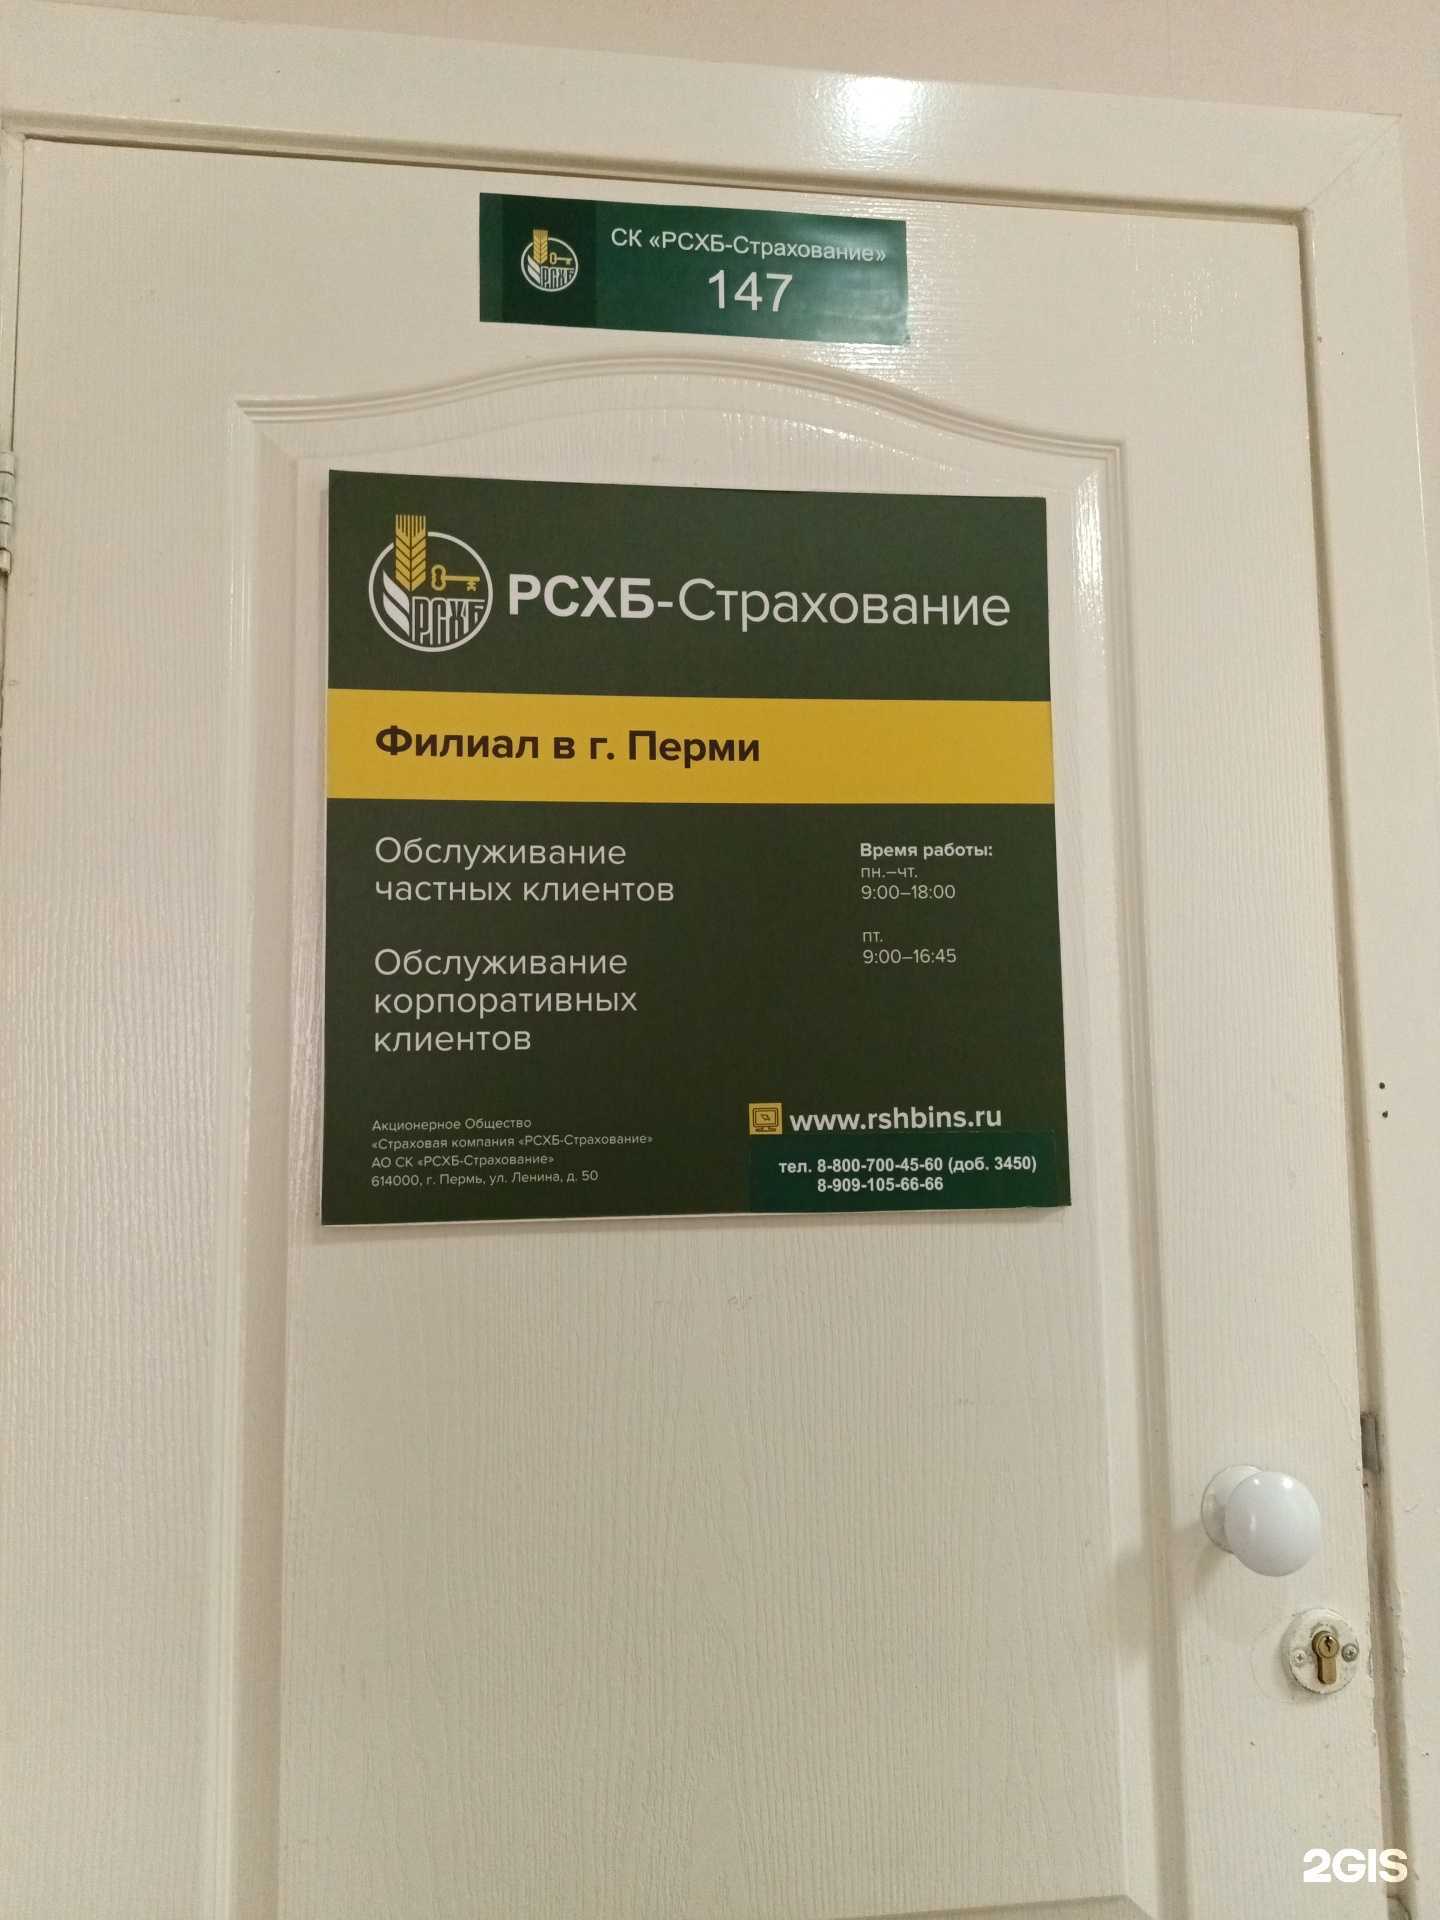 СК «РСХБ-Страхование»
147
РСХБ
РСХБ
РСХБ-Страхование
Филиал в г. Перми
Обслуживание
частных клиентов
Обслуживание
корпоративных
клиентов
Время работы:
пн.–чт.
9:00–18:00
пт.
9:00–16:45
Акционерное Общество
«Страховая компания «РСХБ-Страхование»
АО СК «РСХБ-Страхование»
614000, г. Пермь, ул. Ленина, д. 50
www.rshbins.ru
тел. 8-800-700-45-60 (доб. 3450)
8-909-105-66-66
2GIS